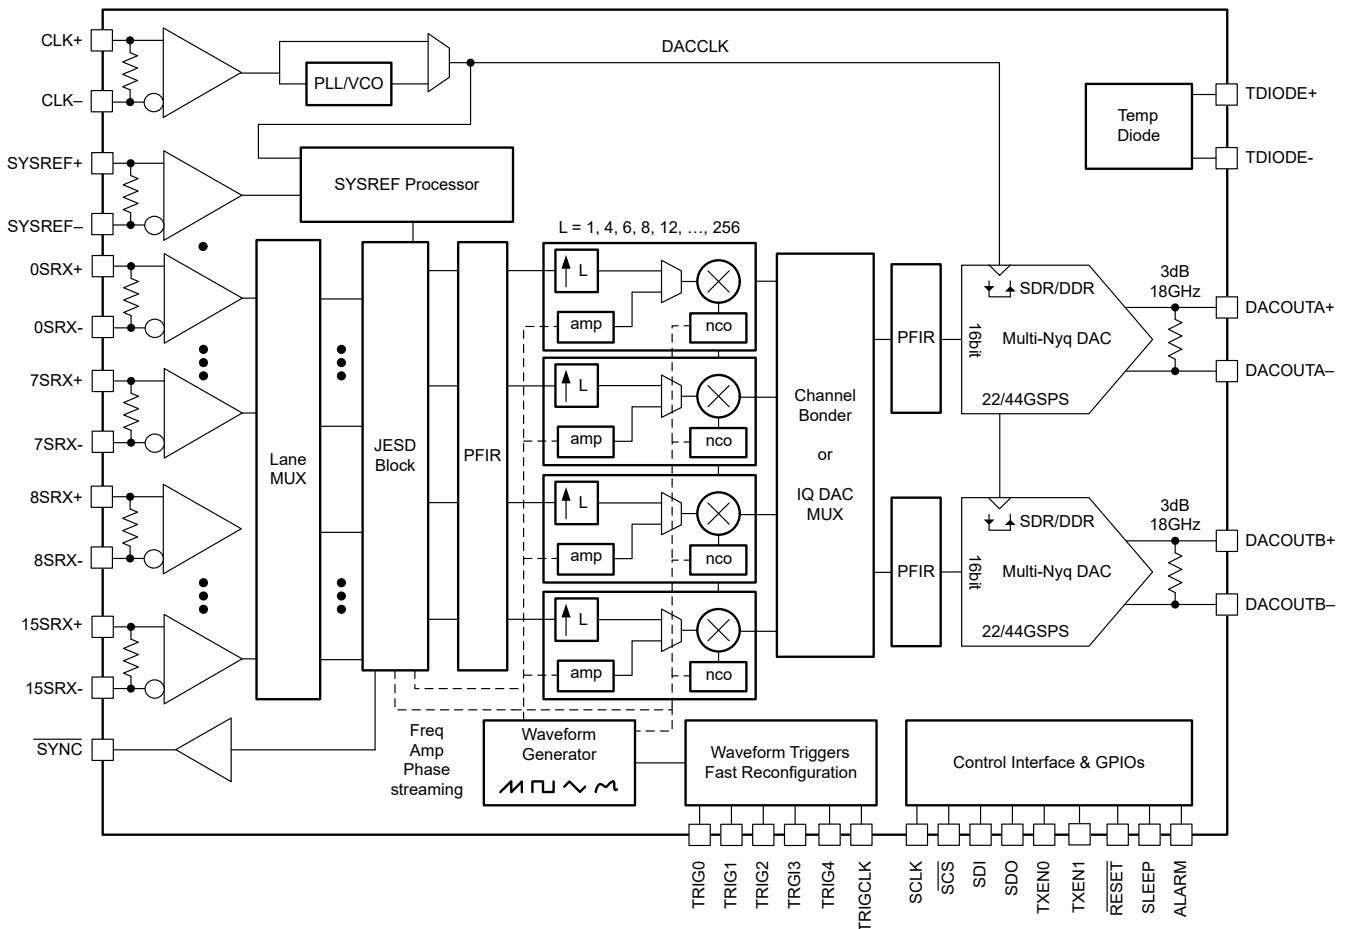 CLK+
CLK–
PLL/VCO
DACCLK
Temp
Diode
TDIODE+
TDIODE-
SYSREF+
SYSREF–
SYSREF Processor
L = 1, 4, 6, 8, 12, …, 256
0SRX+
0SRX-
7SRX+
7SRX-
8SRX+
8SRX-
15SRX+
15SRX-
SYNC
Lane
MUX
JESD
Block
PFIR
L
amp
nco
L
amp
nco
L
amp
nco
L
amp
nco
Channel
Bonder
or
IQ DAC
MUX
PFIR
SDR/DDR
16bit
Multi-Nyq DAC
22/44GSPS
3dB
18GHz
DACOUTA+
DACOUTA–
PFIR
SDR/DDR
16bit
Multi-Nyq DAC
22/44GSPS
3dB
18GHz
DACOUTB+
DACOUTB–
Freq
Amp
Phase
streaming
Waveform
Generator
Waveform Triggers
Fast Reconfiguration
Control Interface & GPIOs
TRIG0
TRIG1
TRIG2
TRGI3
TRIG4
TRIGCLK
SCLK
SCS
SDI
SDO
TXEN0
TXEN1
RESET
SLEEP
ALARM